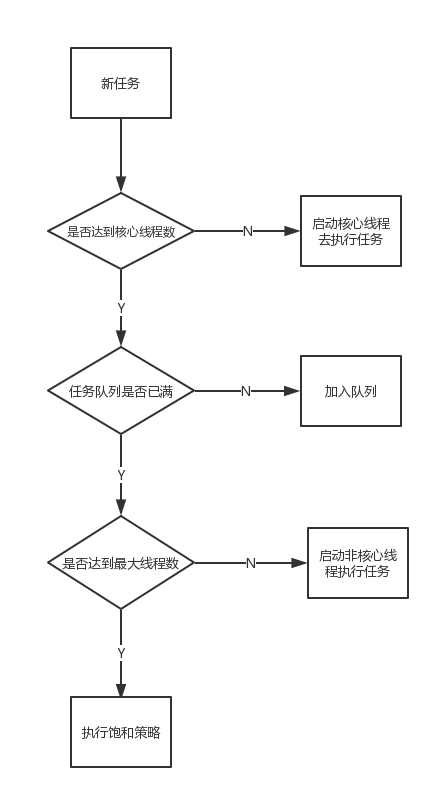 新任务
是否达到核心线程数
N
启动核心线程
去执行任务
Y
任务队列是否已满
N
加入队列
Y
是否达到最大线程数
N
启动非核心线
程执行任务
Y
执行饱和策略